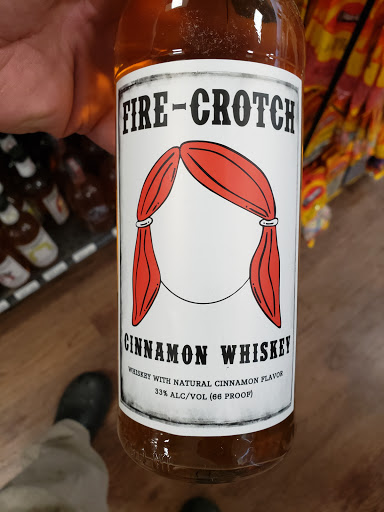 FIRE-CROTCH
CINNAMON WHISKEY
WHISKEY WITH NATURAL CINNAMON FLAVOR
33% ALC/VOL (66 PROOF)